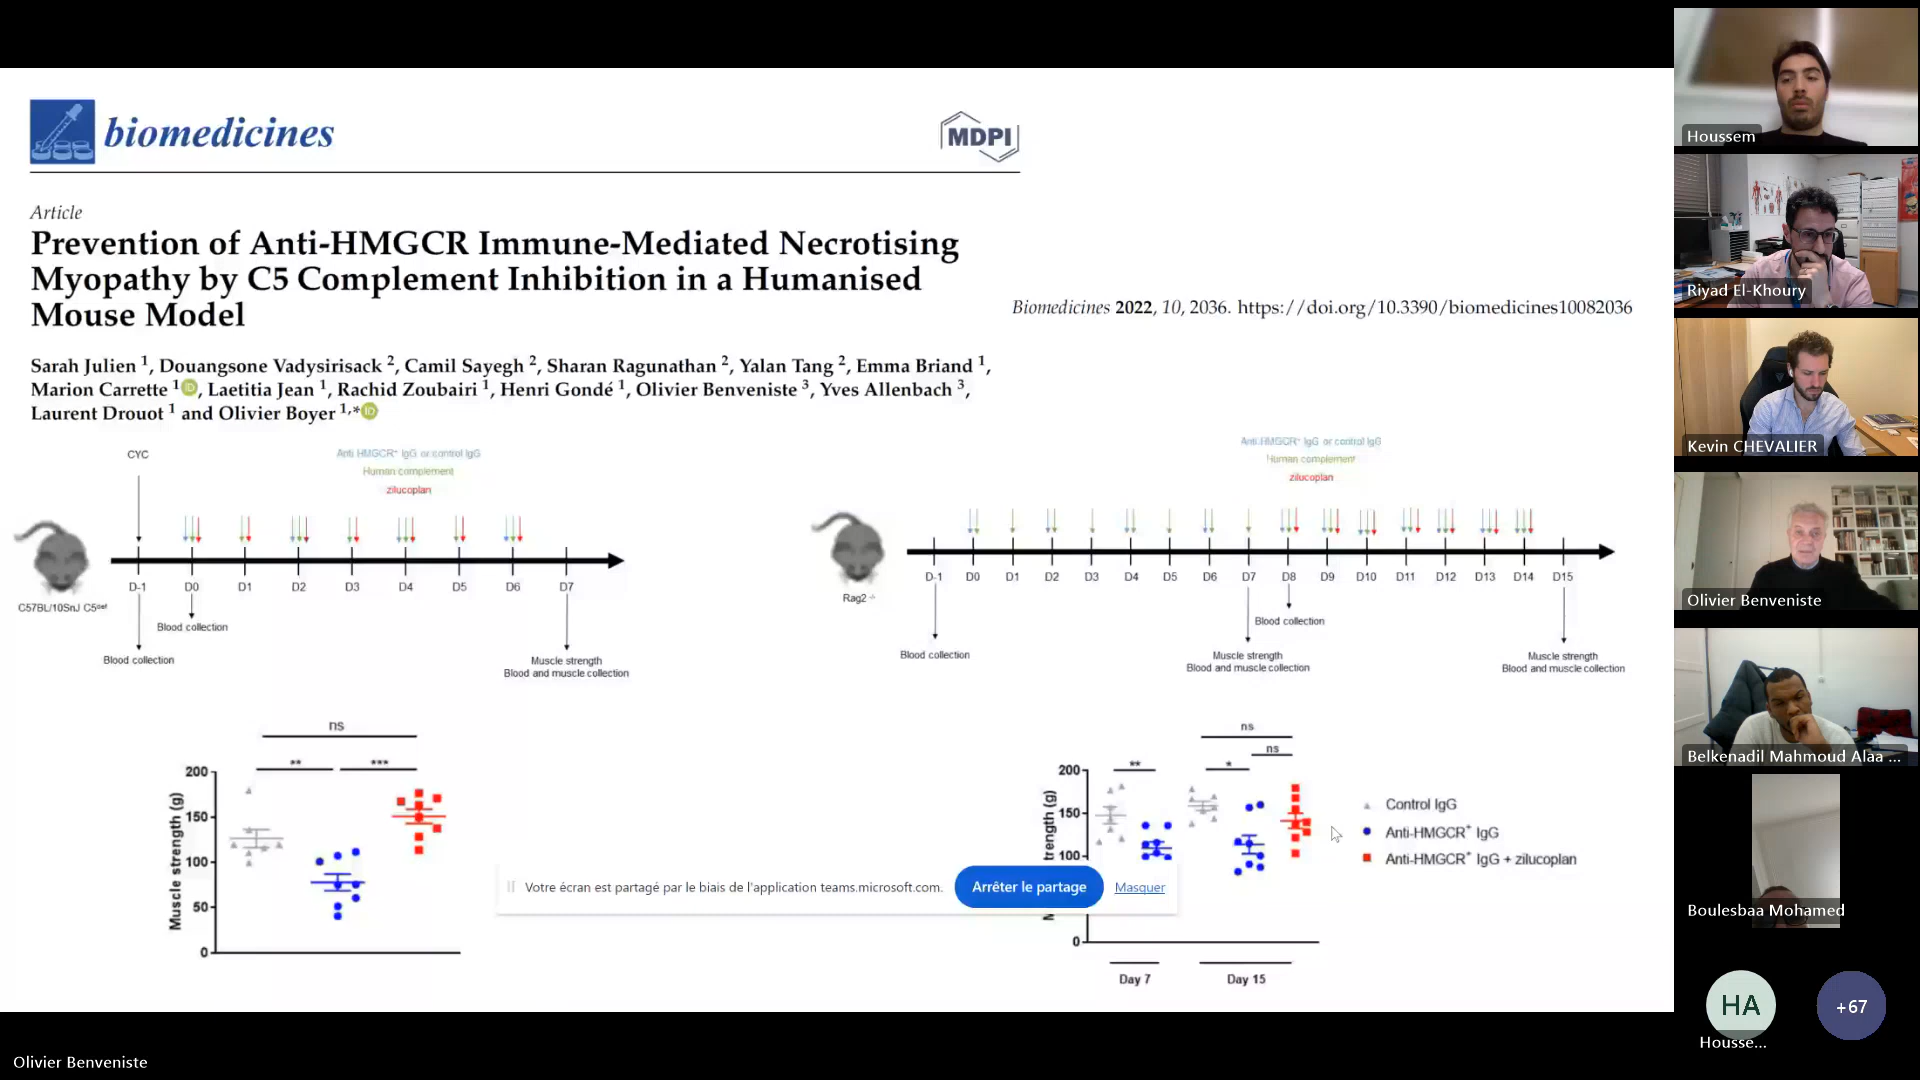 biomedicines
MDPI
Article
Prevention of Anti-HMGCR Immune-Mediated Necrotising
Myopathy by C5 Complement Inhibition in a Humanised
Mouse Model
Biomedicines 2022, 10, 2036. https://doi.org/10.3390/biomedicines10082036
Sarah Julien 1, Douangsone Vadysirisack 2, Camil Sayegh 2, Sharan Ragunathan 2, Yalan Tang 2, Emma Briand 1,
Marion Carrette 1 iD, Laetitia Jean 1, Rachid Zoubairi 1, Henri Gondé 1, Olivier Benveniste 3, Yves Allenbach 3,
Laurent Drouot 1 and Olivier Boyer 1,* iD
CYC
Anti HMGCR+ IgG or control IgG
Human complement
zilucoplan
D-1 D0 D1 D2 D3 D4 D5 D6 D7
C57BL/10SnJ C5def
Blood collection
Blood collection
Muscle strength
Blood and muscle collection
Anti-HMGCR+ IgG or control IgG
Human complement
zilucoplan
D-1 D0 D1 D2 D3 D4 D5 D6 D7 D8 D9 D10 D11 D12 D13 D14 D15
Rag2-/-
Blood collection
Blood collection
Muscle strength
Blood and muscle collection
Muscle strength
Blood and muscle collection
ns
** ***
Muscle strength (g)
200
150
100
50
0
ns
ns
** *
trength (g)
200
150
100
0
Day 7 Day 15
Control IgG
Anti-HMGCR+ IgG
Anti-HMGCR+ IgG + zilucoplan
Votre écran est partagé par le biais de l'application teams.microsoft.com.
Arrêter le partage
Masquer
Houssem
Riyad El-Khoury
Kevin CHEVALIER
Olivier Benveniste
Belkenadil Mahmoud Alaa ...
Boulesbaa Mohamed
HA
+67
Housse...
Olivier Benveniste